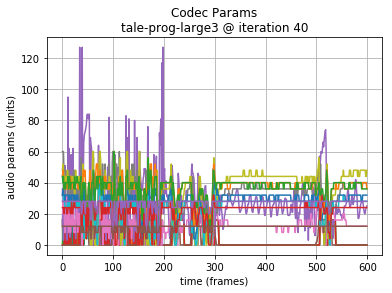 Codec Params
tale-prog-large3 @ iteration 40
audio params (units)
120
100
80
60
40
20
0
0 100 200 300 400 500 600
time (frames)